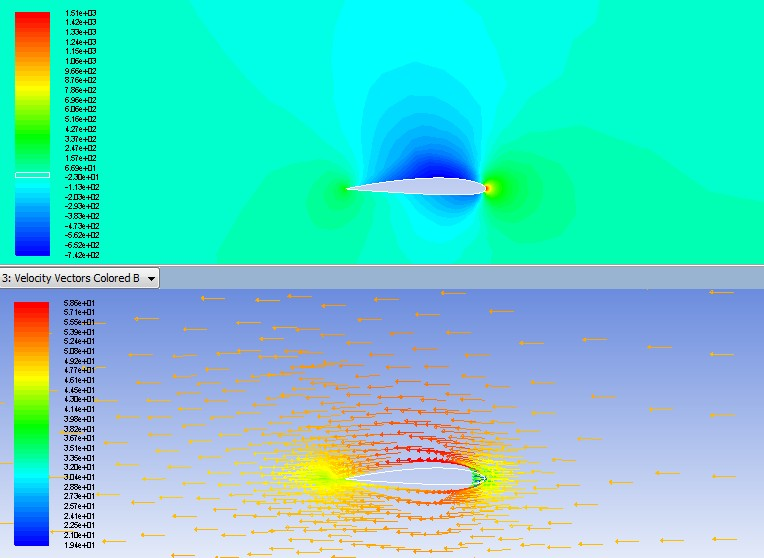 1.51e+03
1.42e+03
1.33e+03
1.24e+03
1.15e+03
1.06e+03
9.66e+02
8.76e+02
7.86e+02
6.96e+02
6.06e+02
5.16e+02
4.27e+02
3.37e+02
2.47e+02
1.57e+02
6.69e+01
-2.30e+01
-1.13e+02
-2.03e+02
-2.93e+02
-3.83e+02
-4.73e+02
-5.62e+02
-6.52e+02
-7.42e+02
3: Velocity Vectors Colored B
5.86e+01
5.71e+01
5.55e+01
5.39e+01
5.24e+01
5.08e+01
4.92e+01
4.77e+01
4.61e+01
4.45e+01
4.30e+01
4.14e+01
3.98e+01
3.82e+01
3.67e+01
3.51e+01
3.35e+01
3.20e+01
3.04e+01
2.88e+01
2.73e+01
2.57e+01
2.41e+01
2.25e+01
2.10e+01
1.94e+01